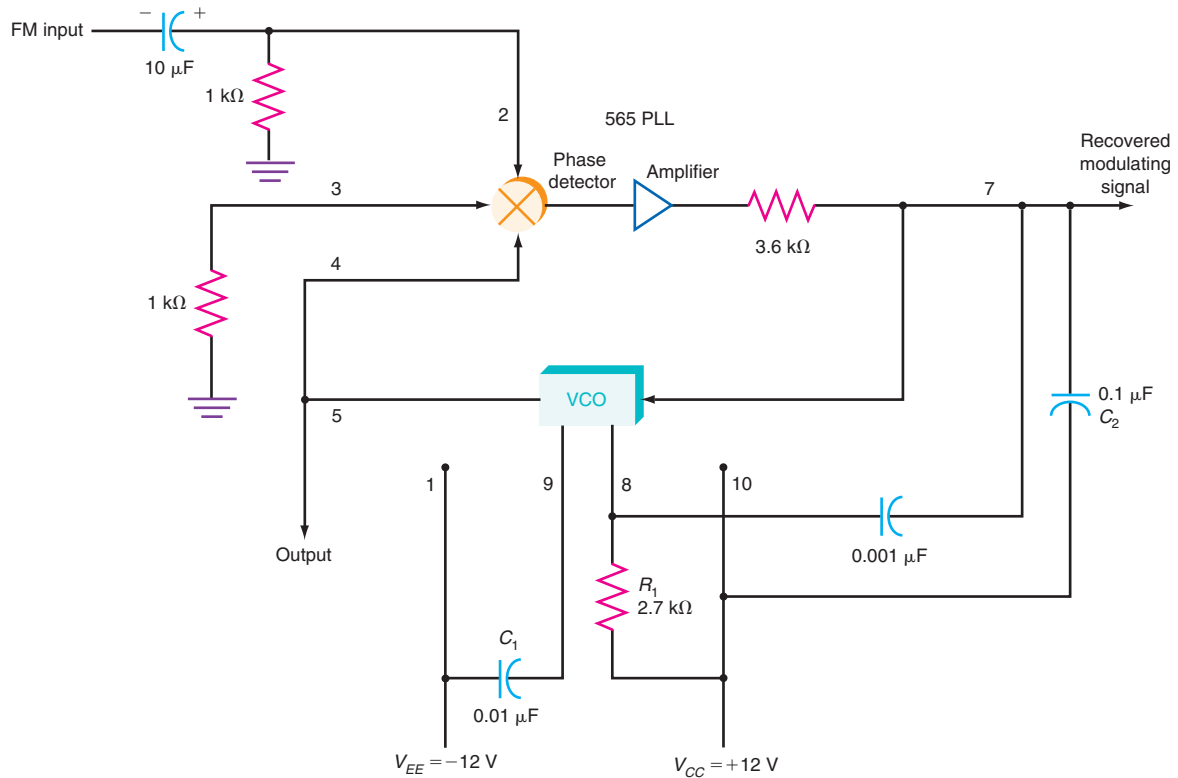 − +
FM input
10 μF
1 kΩ
2
565 PLL
Phase
detector
Amplifier
Recovered
modulating
signal
3
7
3.6 kΩ
4
1 kΩ
VCO
5
0.1 μF
C2
1
9
8
10
Output
0.001 μF
R1
2.7 kΩ
C1
0.01 μF
VEE = −12 V
VCC = +12 V